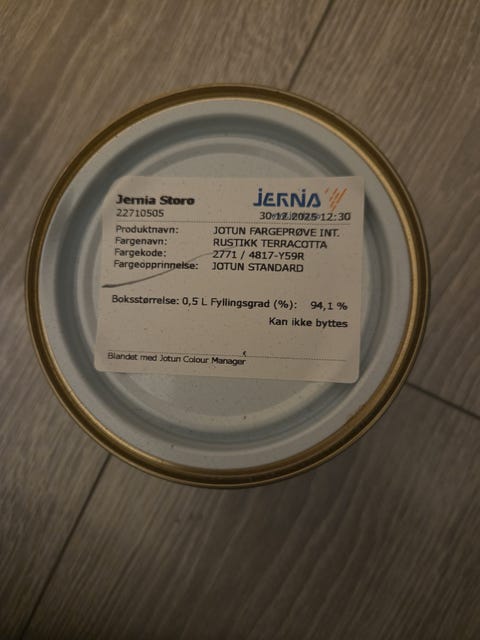 Jernia Storo
JERNIA
22710505
30.12.2025 12:30
Produktnavn: JOTUN FARGEPRØVE INT.
Fargenavn: RUSTIKK TERRACOTTA
Fargekode: 2771 / 4817-Y59R
Fargeopprinnelse: JOTUN STANDARD
Boksstørrelse: 0,5 L Fyllingsgrad (%): 94,1 %
Kan ikke byttes
Blandet med Jotun Colour Manager